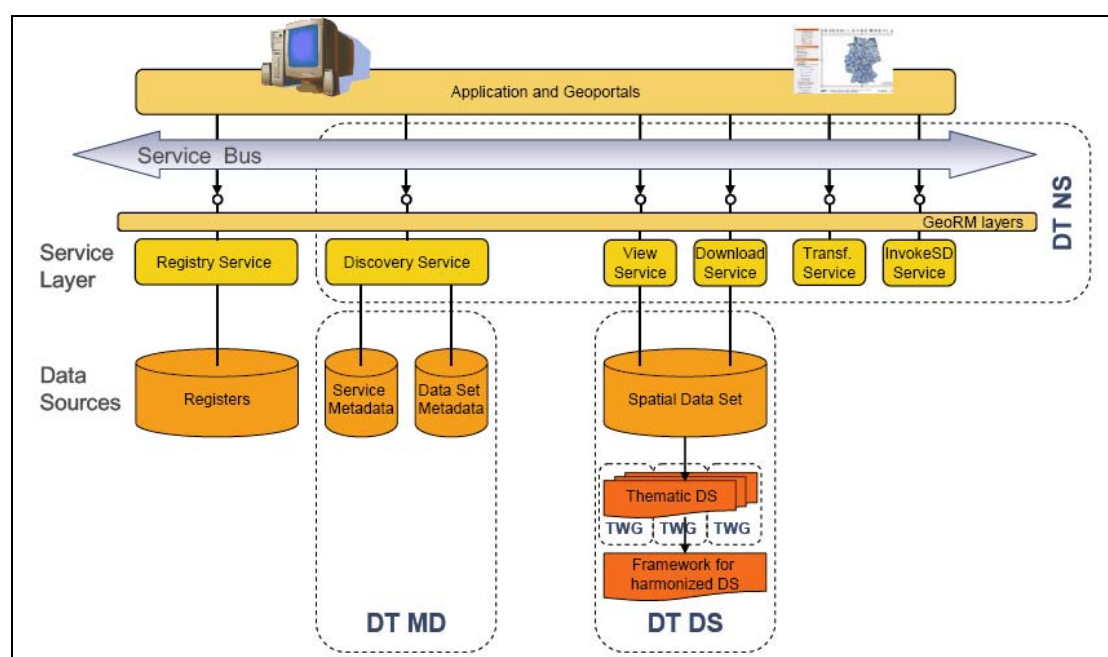 Application and Geoportals
Service Bus
DT NS
GeoRM layers
Service
Layer
Registry Service
Discovery Service
View
Service
Download
Service
Transf.
Service
InvokeSD
Service
Data
Sources
Registers
Service
Metadata
Data Set
Metadata
Spatial Data Set
Thematic DS
TWG TWG TWG
Framework for
harmonized DS
DT MD
DT DS